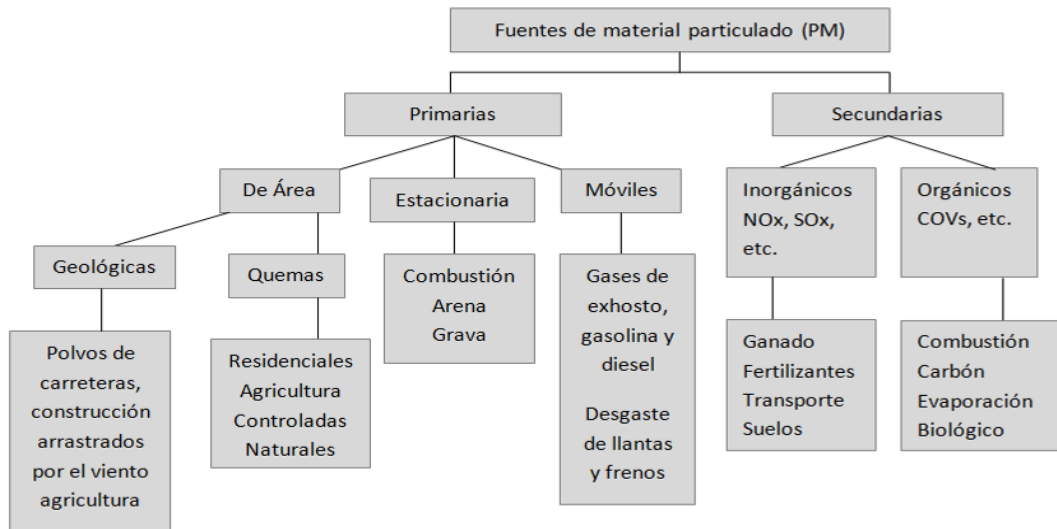 Fuentes de material particulado (PM)
Primarias
Secundarias
De Área
Estacionaria
Móviles
Inorgánicos
NOx, SOx,
etc.
Orgánicos
COVs, etc.
Geológicas
Quemas
Combustión
Arena
Grava
Gases de
exhosto,
gasolina y
diesel
Desgaste
de llantas
y frenos
Polvos de
carreteras,
construcción
arrastrados
por el viento
agricultura
Residenciales
Agricultura
Controladas
Naturales
Ganado
Fertilizantes
Transporte
Suelos
Combustión
Carbón
Evaporación
Biológico